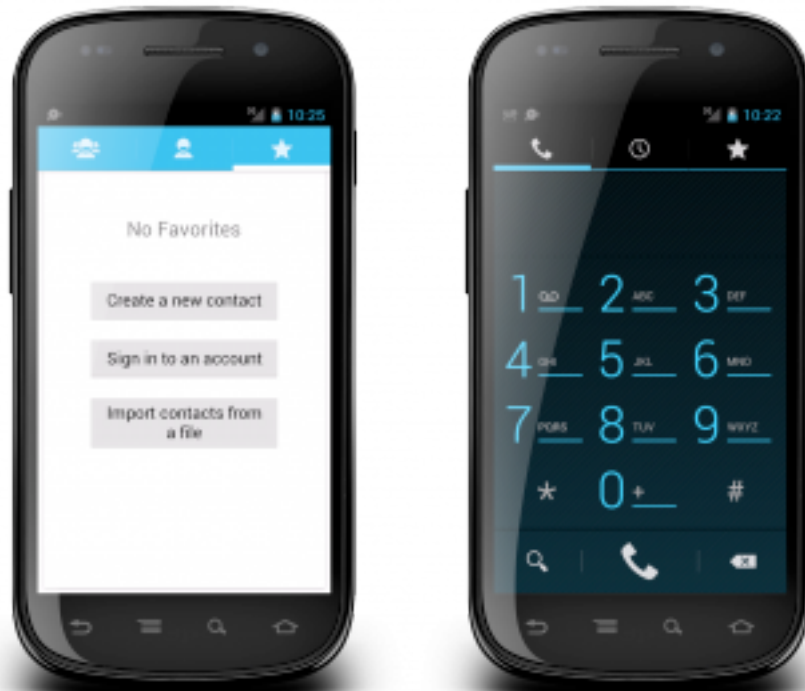 10:25
No Favorites
Create a new contact
Sign in to an account
Import contacts from
a file
10:22
1 2 ABC 3 DEF
4 GHI 5 JKL 6 MNO
7 PQRS 8 TUV 9 WXYZ
* 0 + #